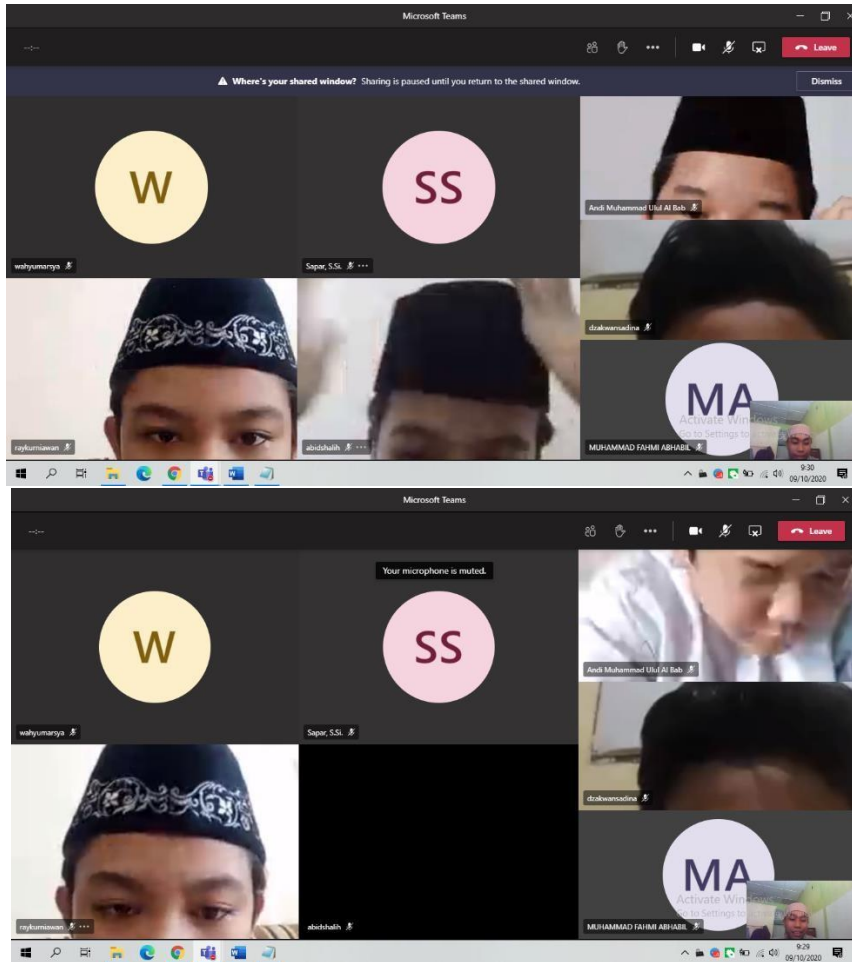 Microsoft Teams
--:--
Leave
Where's your shared window? Sharing is paused until you return to the shared window.
Dismiss
W
wahyumarsya
SS
Sapar, S.Si.
Andi Muhammad Ulul Al Bab
dzakwansadina
raykurniawan
abidshalih
MA
Activate Windows
Go to Settings to
MUHAMMAD FAHMI ABHABIL
9:30
09/10/2020
Microsoft Teams
--:--
Leave
Your microphone is muted.
W
wahyumarsya
SS
Sapar, S.Si.
Andi Muhammad Ulul Al Bab
dzakwansadina
raykurniawan
abidshalih
MA
Activate Win
Go to Settings to
MUHAMMAD FAHMI ABHABIL
9:29
09/10/2020